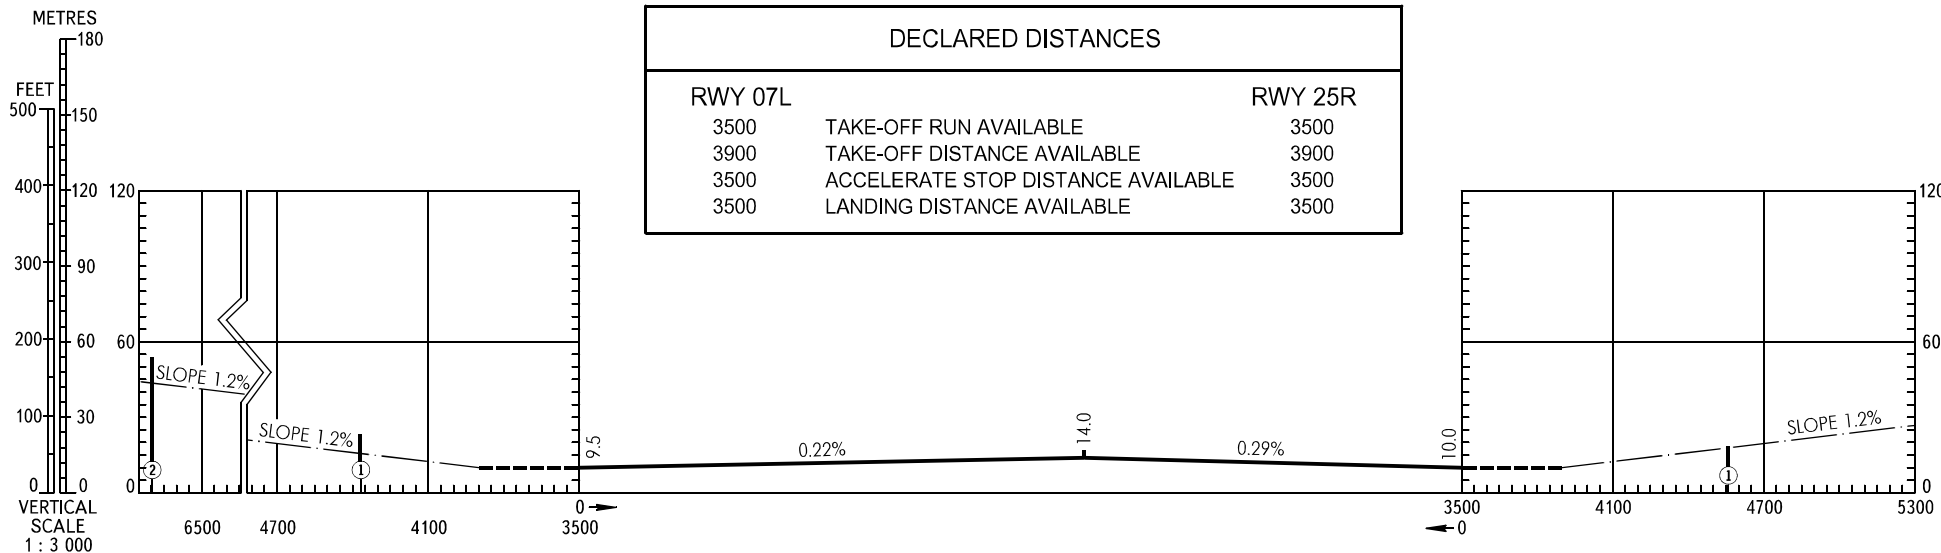 METRES
180
FEET
500
150
400
120
300
90
200
60
100
30
0
0
VERTICAL
SCALE
1 : 3 000
DECLARED DISTANCES
RWY 07L RWY 25R
3500 TAKE-OFF RUN AVAILABLE 3500
3900 TAKE-OFF DISTANCE AVAILABLE 3900
3500 ACCELERATE STOP DISTANCE AVAILABLE 3500
3500 LANDING DISTANCE AVAILABLE 3500
120
60
0
SLOPE 1.2%
SLOPE 1.2%
2
1
6500 4700 4100 3500
0
9.5
0.22%
14.0
0.29%
10.0
SLOPE 1.2%
1
120
60
0
3500 4100 4700 5300
0